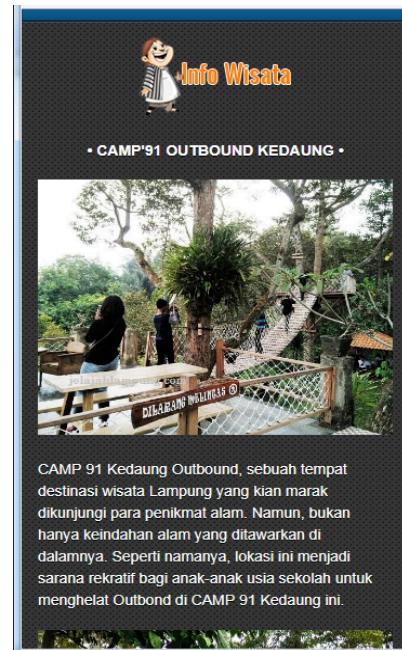 Info Wisata
• CAMP'91 OUTBOUND KEDAUNG •
jelajahlampung.com
DILARANG MELINTAS
CAMP 91 Kedaung Outbound, sebuah tempat
destinasi wisata Lampung yang kian marak
dikunjungi para penikmat alam. Namun, bukan
hanya keindahan alam yang ditawarkan di
dalamnya. Seperti namanya, lokasi ini menjadi
sarana rekratif bagi anak-anak usia sekolah untuk
menghelat Outbond di CAMP 91 Kedaung ini.